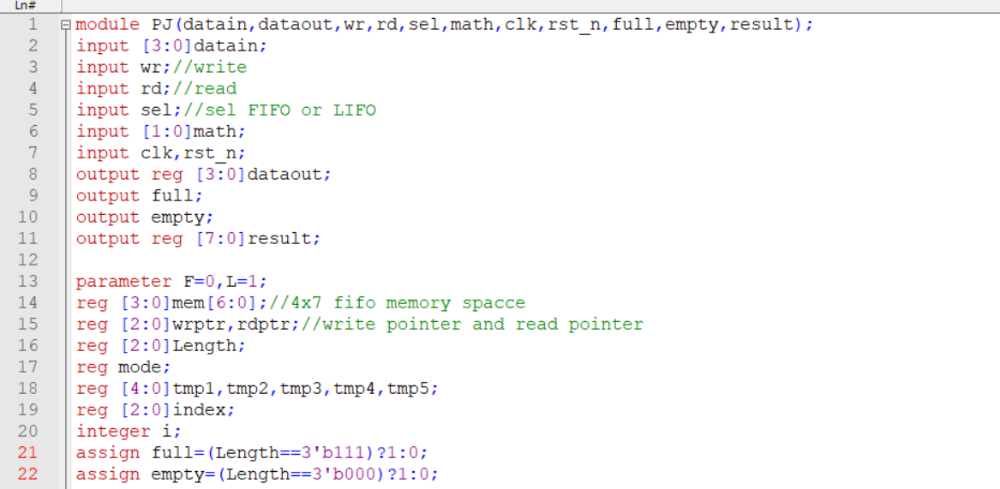 Ln#
1 module PJ(datain,dataout,wr,rd,sel,math,clk,rst_n,full,empty,result);
2 input [3:0]datain;
3 input wr;//write
4 input rd;//read
5 input sel;//sel FIFO or LIFO
6 input [1:0]math;
7 input clk,rst_n;
8 output reg [3:0]dataout;
9 output full;
10 output empty;
11 output reg [7:0]result;
12
13 parameter F=0,L=1;
14 reg [3:0]mem[6:0];//4x7 fifo memory spacce
15 reg [2:0]wrptr,rdptr;//write pointer and read pointer
16 reg [2:0]Length;
17 reg mode;
18 reg [4:0]tmp1,tmp2,tmp3,tmp4,tmp5;
19 reg [2:0]index;
20 integer i;
21 assign full=(Length==3'b111)?1:0;
22 assign empty=(Length==3'b000)?1:0;